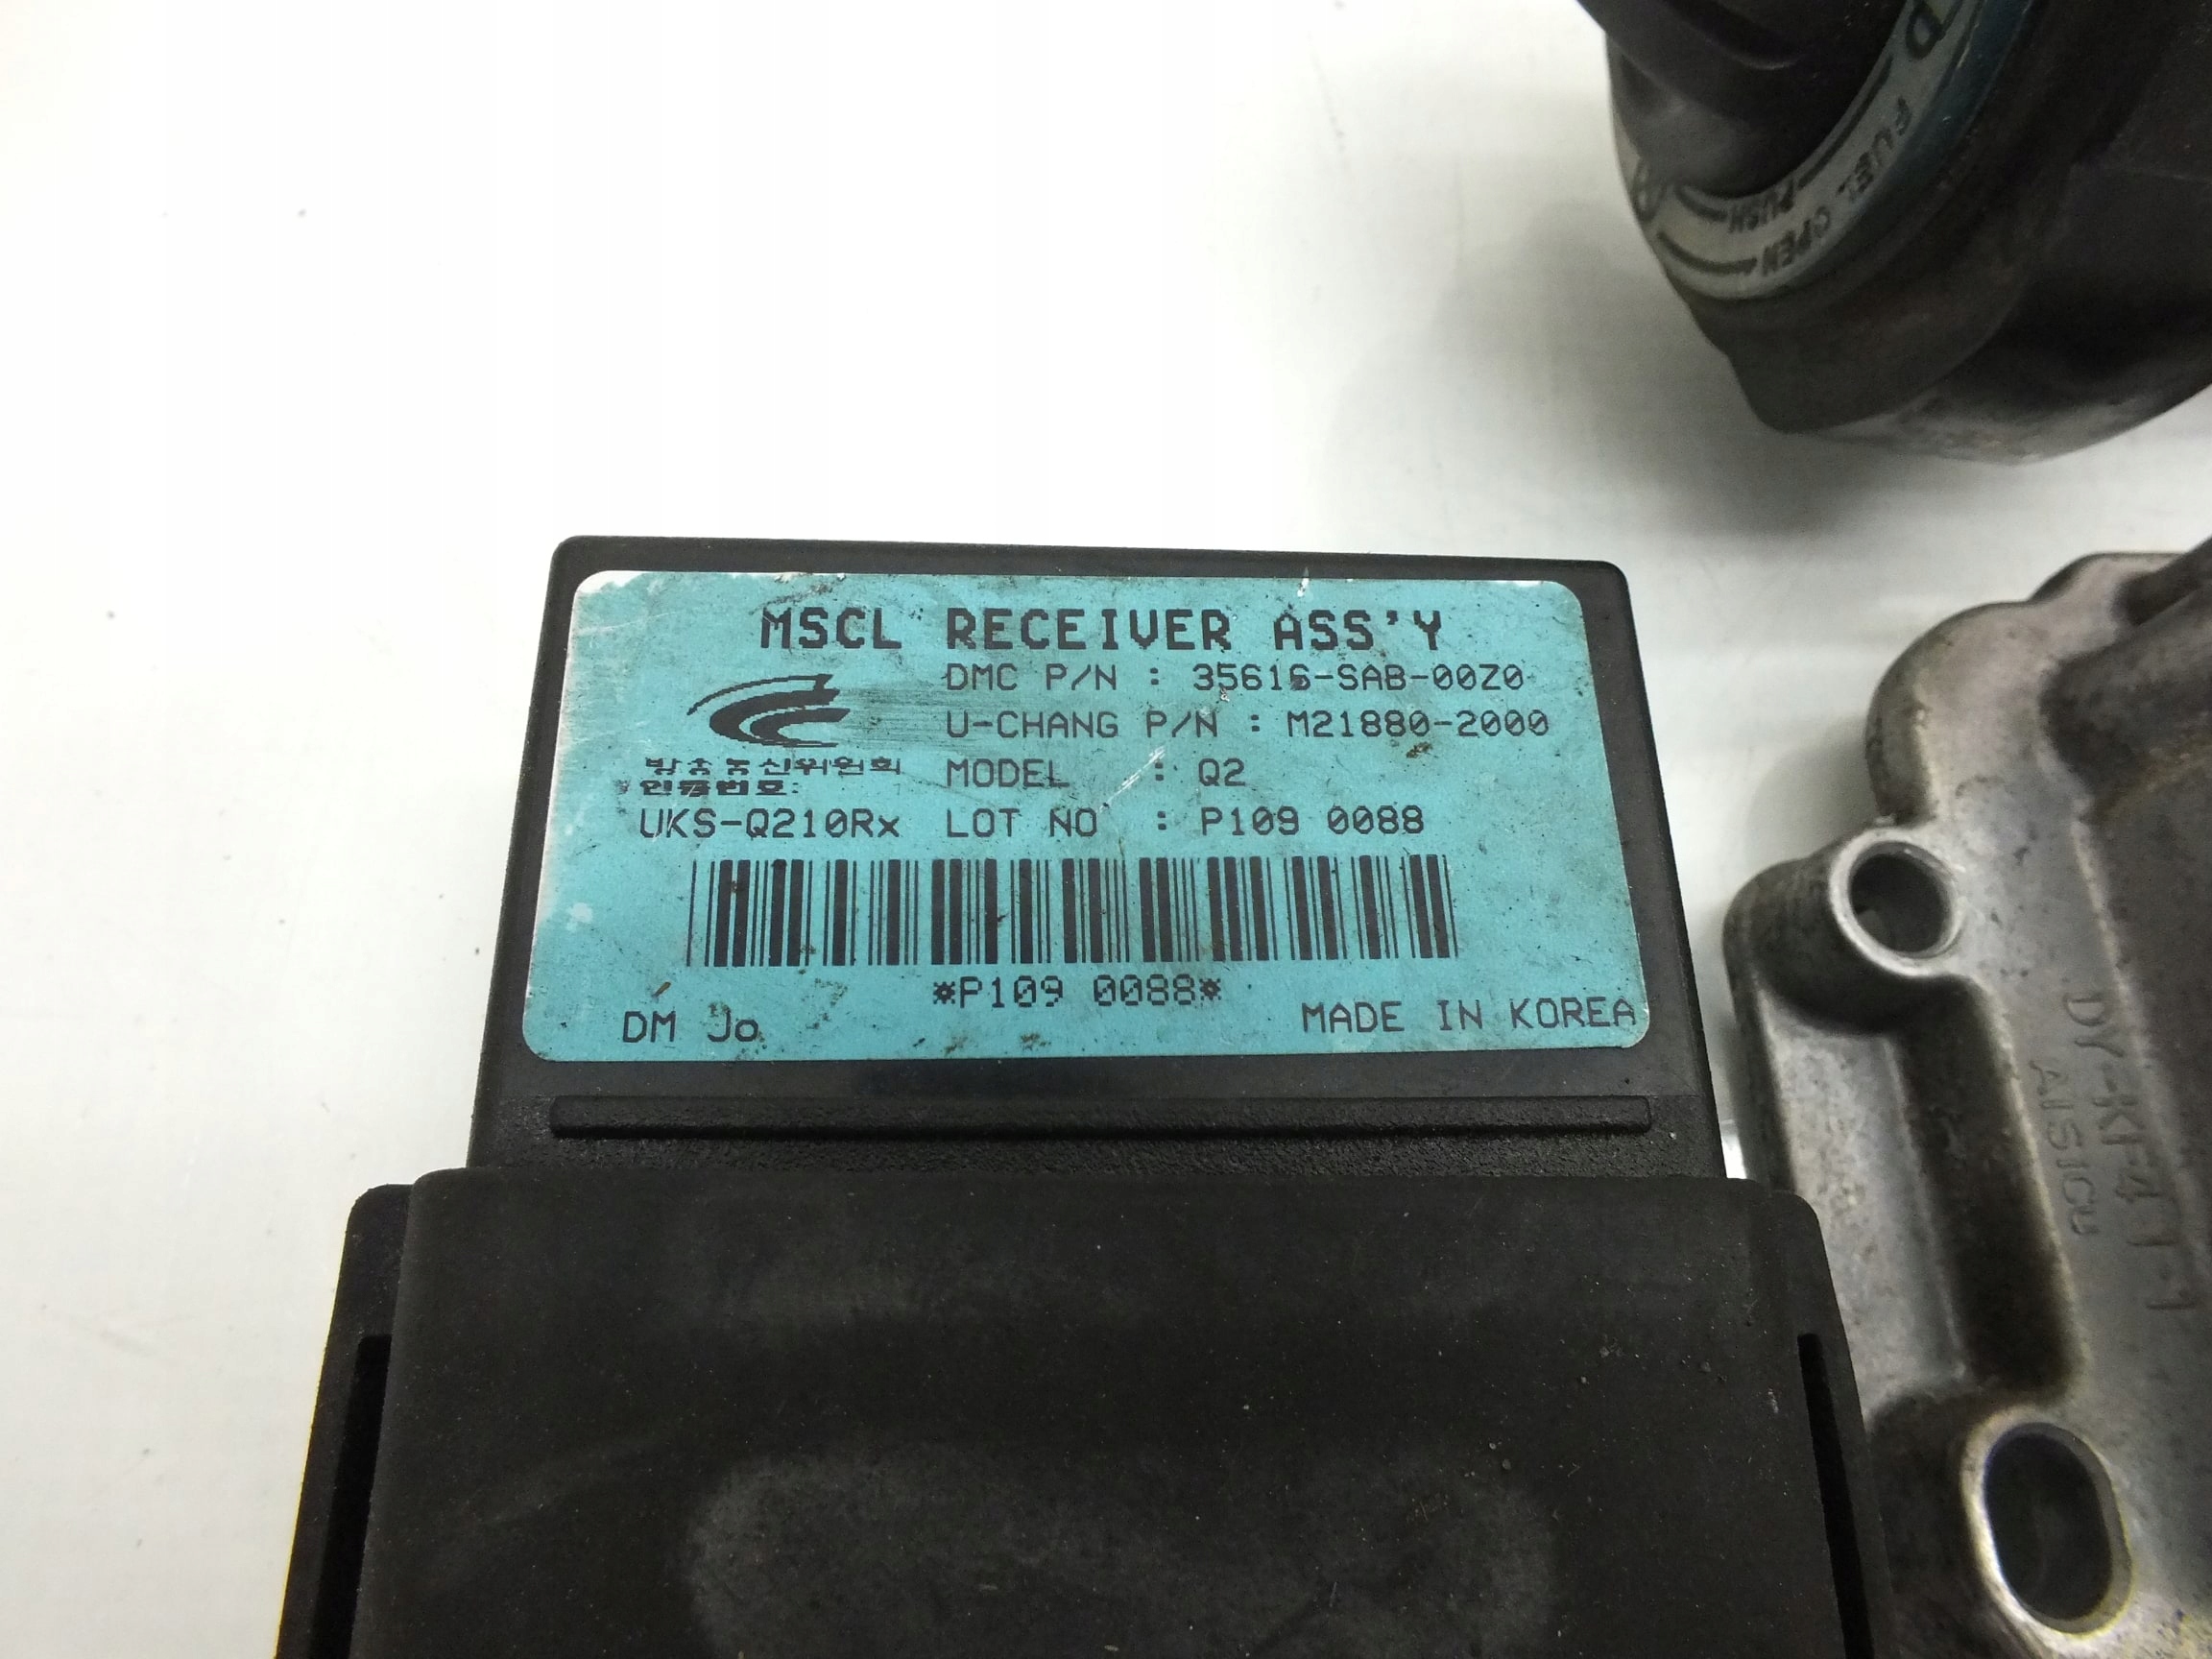 MSCL RECEIVER ASS'Y
DMC P/N : 35616-SAB-00Z0
U-CHANG P/N : M21880-2000
방송통신위원회
인증번호:
MODEL : Q2
UKS-Q210Rx
LOT NO : P109 0088
*P109 0088*
DM Jo
MADE IN KOREA
FUEL OPEN
PUSH
DY-KF4